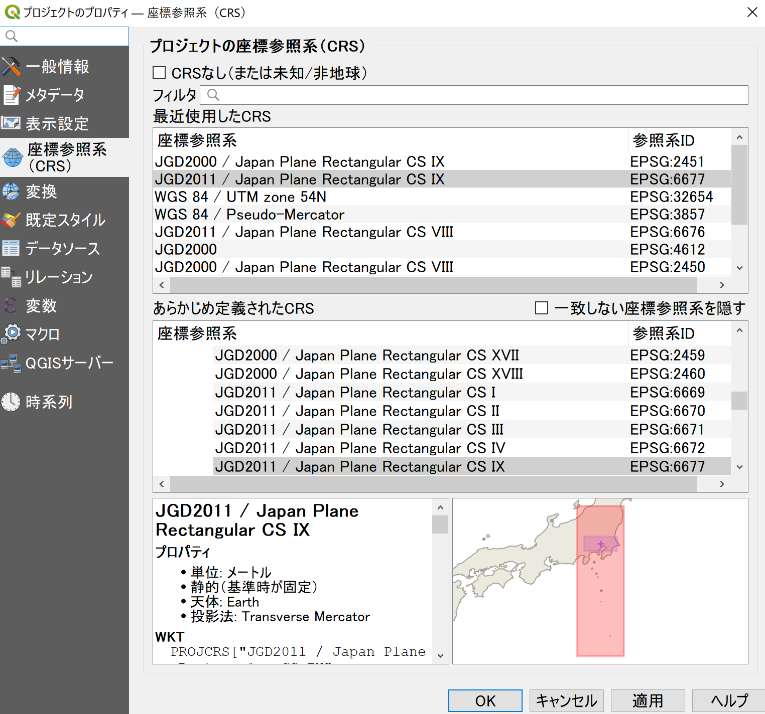 プロジェクトのプロパティ — 座標参照系（CRS）
一般情報
メタデータ
表示設定
座標参照系
（CRS）
変換
既定スタイル
データソース
リレーション
変数
マクロ
QGISサーバー
時系列
プロジェクトの座標参照系（CRS）
CRSなし（または未知/非地球）
フィルタ
最近使用したCRS
座標参照系 参照系ID
JGD2000 / Japan Plane Rectangular CS IX EPSG:2451
JGD2011 / Japan Plane Rectangular CS IX EPSG:6677
WGS 84 / UTM zone 54N EPSG:32654
WGS 84 / Pseudo-Mercator EPSG:3857
JGD2011 / Japan Plane Rectangular CS VIII EPSG:6676
JGD2000 EPSG:4612
JGD2000 / Japan Plane Rectangular CS VIII EPSG:2450
あらかじめ定義されたCRS 一致しない座標参照系を隠す
座標参照系 参照系ID
JGD2000 / Japan Plane Rectangular CS XVII EPSG:2459
JGD2000 / Japan Plane Rectangular CS XVIII EPSG:2460
JGD2011 / Japan Plane Rectangular CS I EPSG:6669
JGD2011 / Japan Plane Rectangular CS II EPSG:6670
JGD2011 / Japan Plane Rectangular CS III EPSG:6671
JGD2011 / Japan Plane Rectangular CS IV EPSG:6672
JGD2011 / Japan Plane Rectangular CS IX EPSG:6677
JGD2011 / Japan Plane
Rectangular CS IX
プロパティ
• 単位: メートル
• 静的（基準時が固定）
• 天体: Earth
• 投影法: Transverse Mercator
WKT
PROJCRS["JGD2011 / Japan Plane
OK キャンセル 適用 ヘルプ